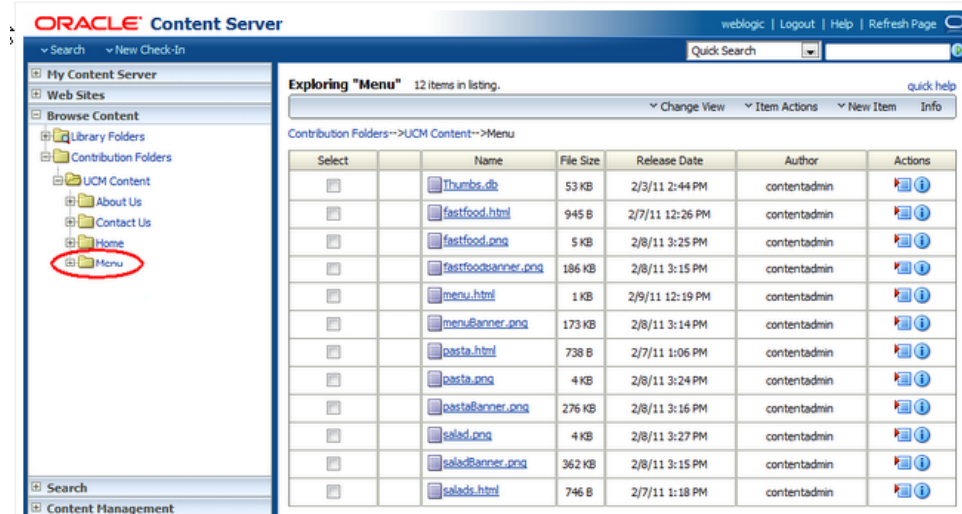 ORACLE Content Server
weblogic | Logout | Help | Refresh Page
Search New Check-In
Quick Search
My Content Server
Web Sites
Browse Content
Library Folders
Contribution Folders
UCM Content
About Us
Contact Us
Home
Menu
Search
Content Management
Exploring "Menu" 12 items in listing.
quick help
Change View Item Actions New Item Info
Contribution Folders-->UCM Content-->Menu
Select Name File Size Release Date Author Actions
Thumbs.db 53 KB 2/3/11 2:44 PM contentadmin
fastfood.html 945 B 2/7/11 12:26 PM contentadmin
fastfood.png 5 KB 2/8/11 3:25 PM contentadmin
fastfoodBanner.png 186 KB 2/8/11 3:15 PM contentadmin
menu.html 1 KB 2/9/11 12:19 PM contentadmin
menuBanner.png 173 KB 2/8/11 3:14 PM contentadmin
pasta.html 738 B 2/7/11 1:06 PM contentadmin
pasta.png 4 KB 2/8/11 3:24 PM contentadmin
pastaBanner.png 276 KB 2/8/11 3:16 PM contentadmin
salad.png 4 KB 2/8/11 3:27 PM contentadmin
saladBanner.png 362 KB 2/8/11 3:15 PM contentadmin
salads.html 746 B 2/7/11 1:18 PM contentadmin